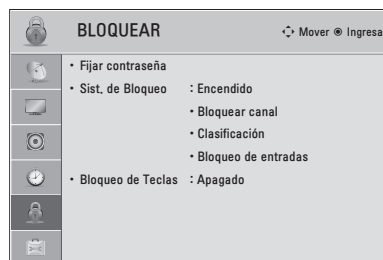 BLOQUEAR
Mover
Ingresa
• Fijar contraseña
• Sist. de Bloqueo : Encendido
• Bloquear canal
• Clasificación
• Bloqueo de entradas
• Bloqueo de Teclas : Apagado